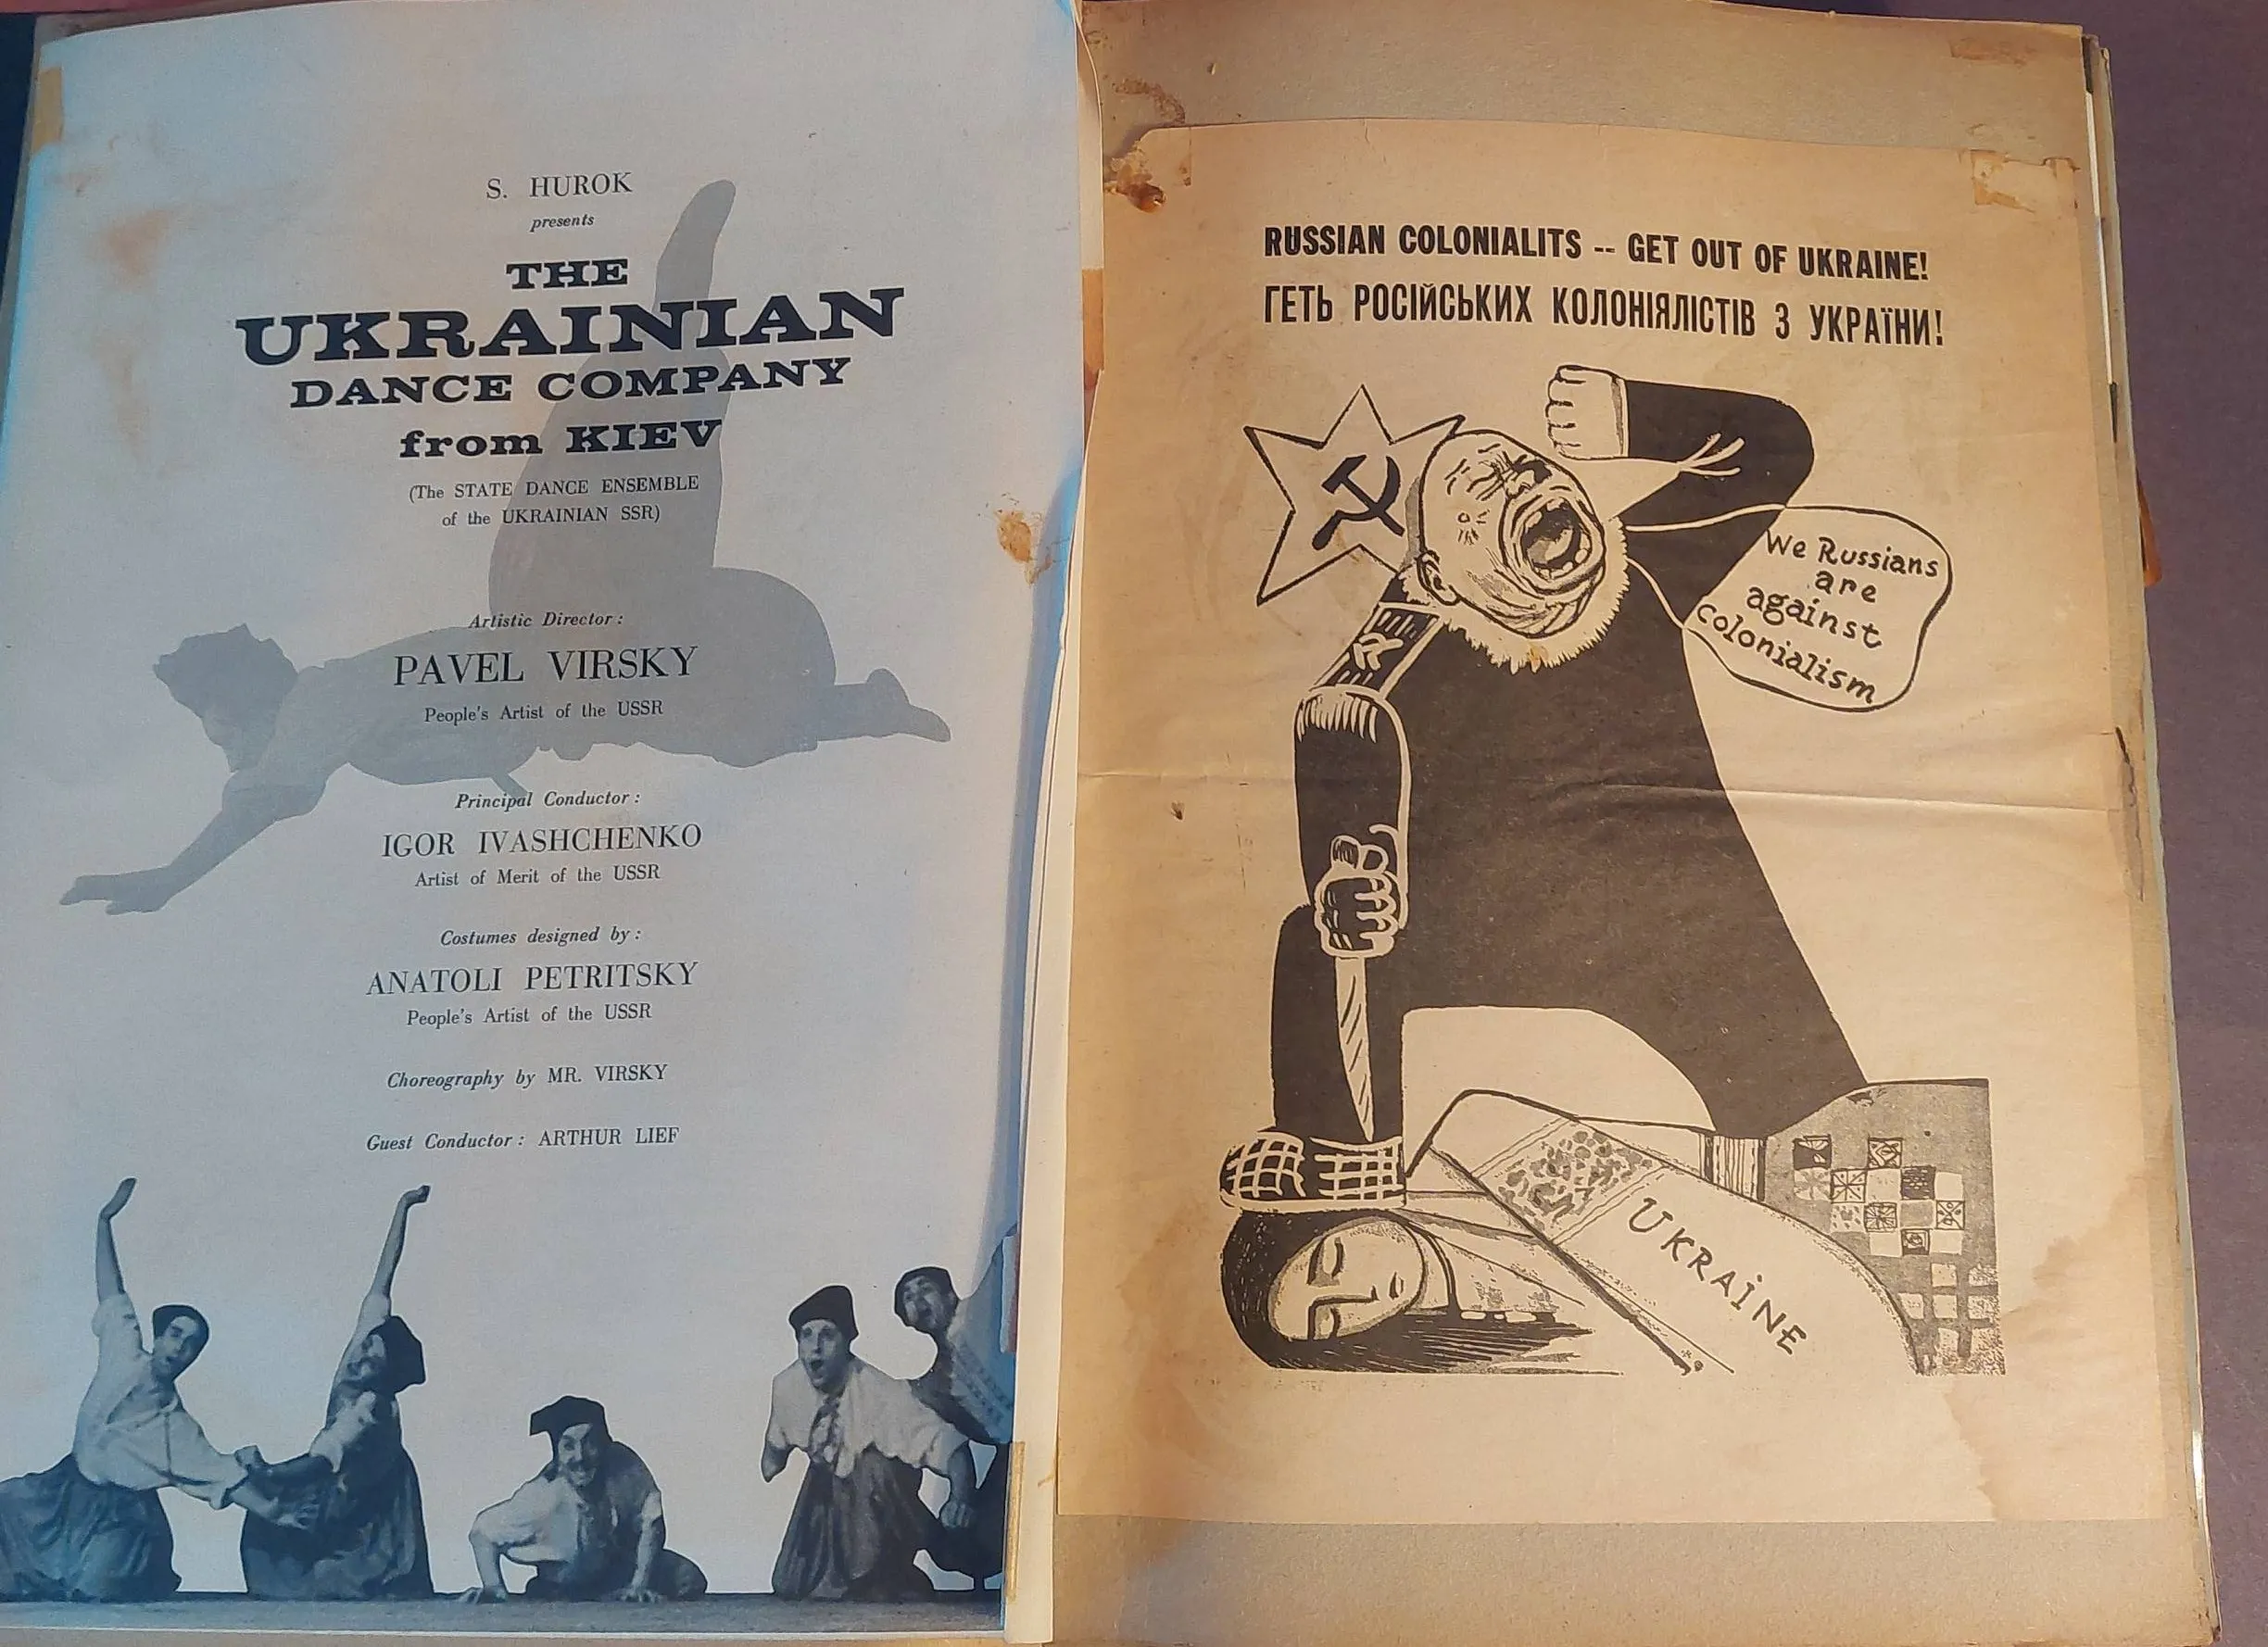 S. HUROK
presents
THE
UKRAINIAN
DANCE COMPANY
from KIEV
(The STATE DANCE ENSEMBLE
of the UKRAINIAN SSR)
Artistic Director:
PAVEL VIRSKY
People's Artist of the USSR
Principal Conductor:
IGOR IVASHCHENKO
Artist of Merit of the USSR
Costumes designed by:
ANATOLI PETRITSKY
People's Artist of the USSR
Choreography by MR. VIRSKY
Guest Conductor: ARTHUR LIEF
RUSSIAN COLONIALITS -- GET OUT OF UKRAINE!
ГЕТЬ РОСІЙСЬКИХ КОЛОНІЯЛІСТІВ З УКРАЇНИ!
We Russians
are
against
colonialism
UKRAiNE